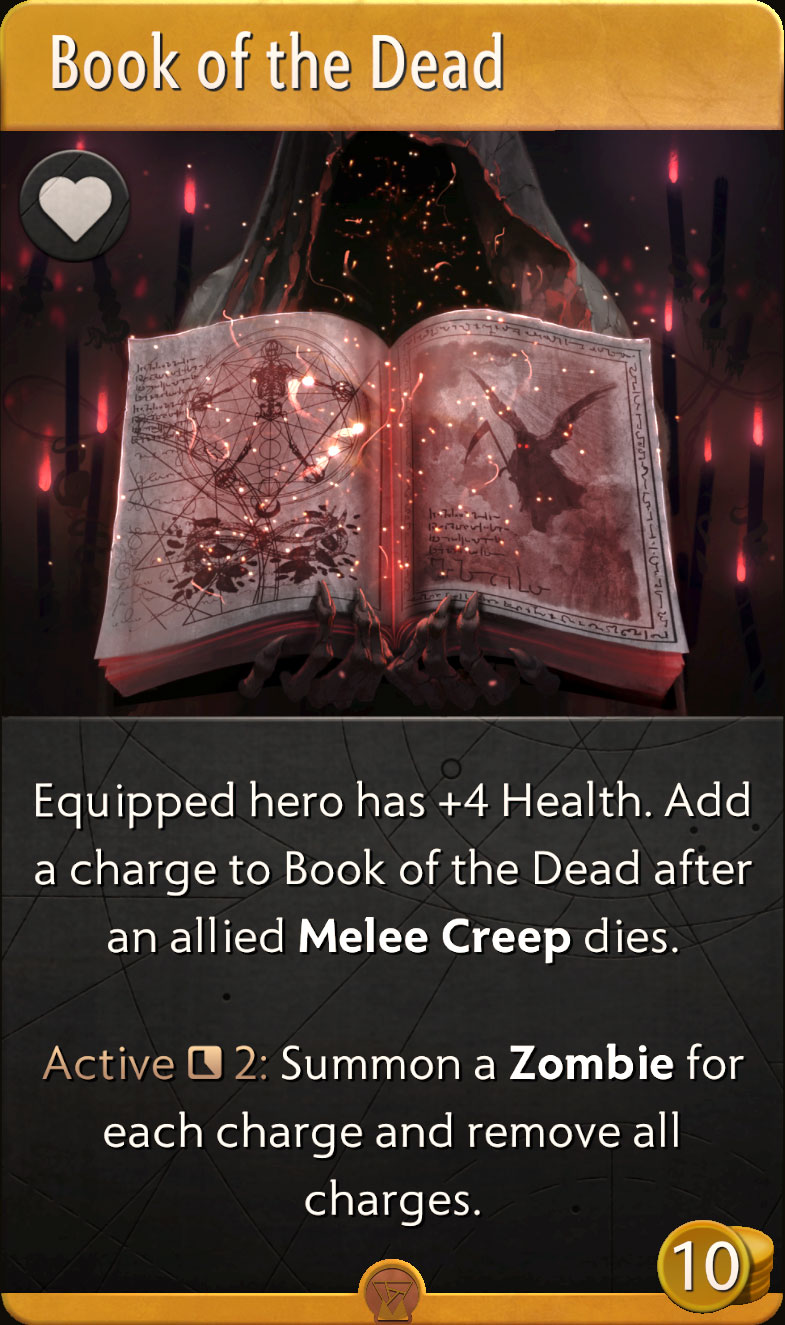 Book of the Dead
Equipped hero has +4 Health. Add
a charge to Book of the Dead after
an allied Melee Creep dies.
Active 2: Summon a Zombie for
each charge and remove all
charges.
10